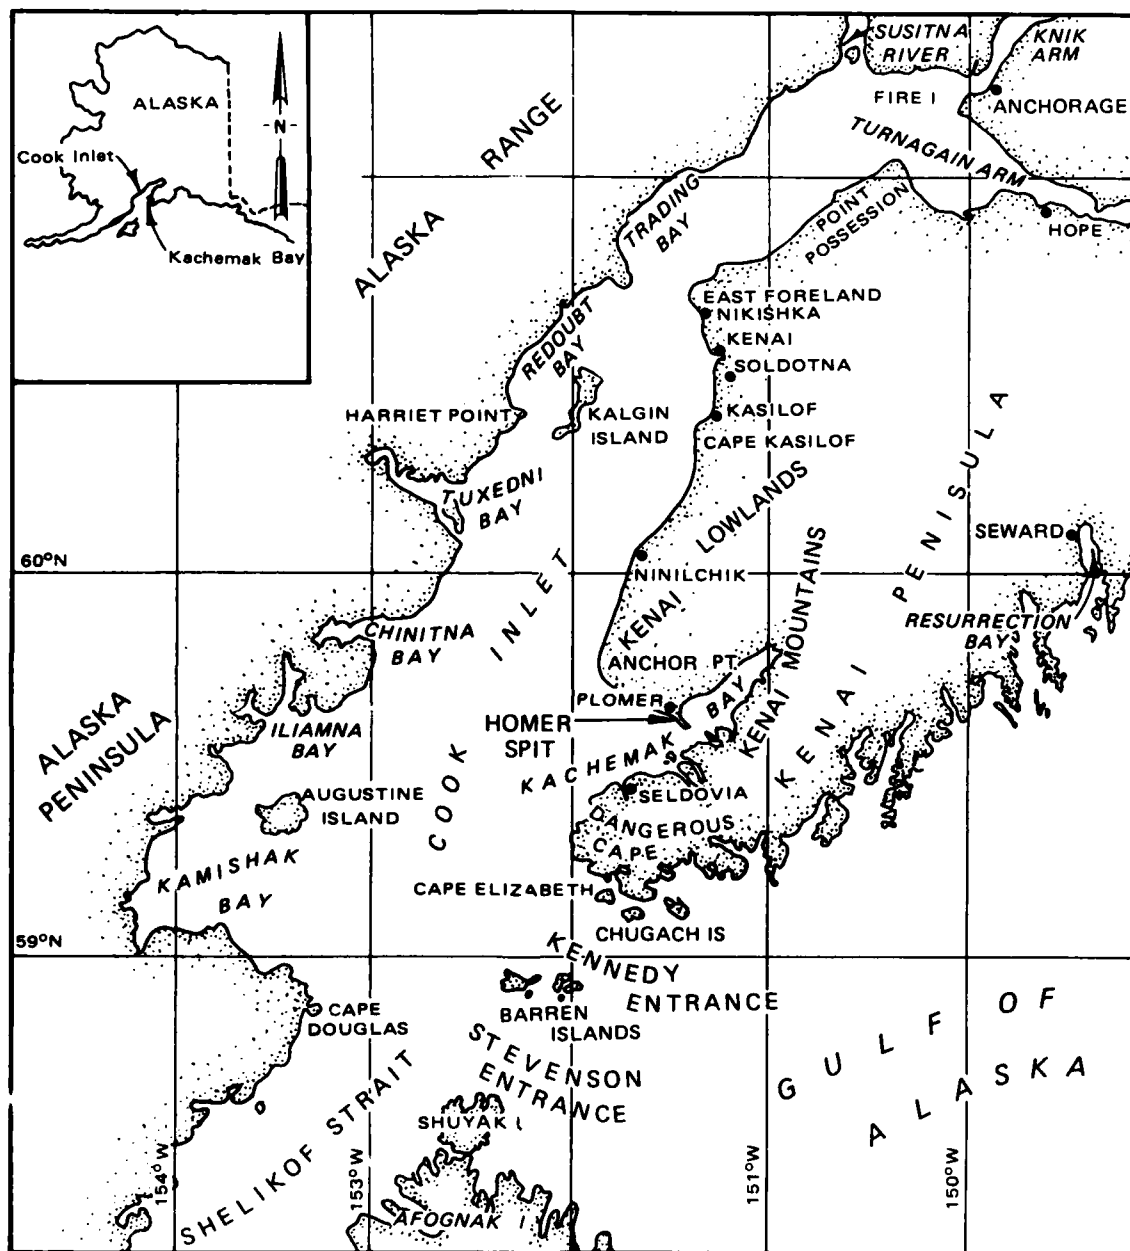 ALASKA
N
Cook Inlet
Kachemak Bay
SUSITNA
RIVER
KNIK
ARM
FIRE I
ANCHORAGE
TURNAGAIN ARM
HOPE
ALASKA RANGE
TRADING
BAY
POINT
POSSESSION
EAST FORELAND
NIKISHKA
KENAI
SOLDOTNA
REDOUBT
BAY
HARRIET POINT
KALGIN
ISLAND
KASILOF
CAPE KASILOF
TUXEDNI
BAY
KENAI LOWLANDS
KENAI PENISULA
SEWARD
60°N
NINILCHIK
KENAI MOUNTAINS
RESURRECTION
BAY
CHINITNA
BAY
COOK INLET
ANCHOR PT
PLOMER
HOMER
SPIT
KACHEMAK BAY
ALASKA
PENINSULA
ILIAMNA
BAY
AUGUSTINE
ISLAND
SELDOVIA
DANGEROUS
CAPE
KAMISHAK
BAY
CAPE ELIZABETH
CHUGACH IS
59°N
KENNEDY
ENTRANCE
BARREN
ISLANDS
CAPE
DOUGLAS
STEVENSON
ENTRANCE
GULF OF
ALASKA
SHELIKOF STRAIT
SHUYAK I
AFOGNAK I
154°W
153°W
151°W
150°W